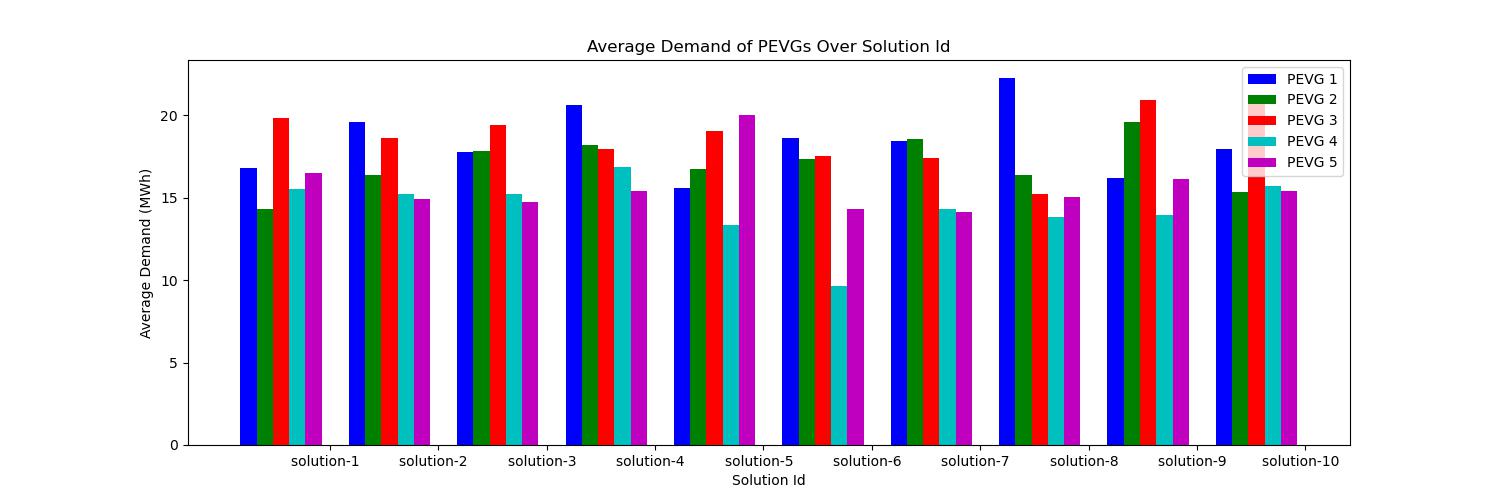 Average Demand of PEVGs Over Solution Id
PEVG 1
PEVG 2
PEVG 3
PEVG 4
PEVG 5
Average Demand (MWh)
20
15
10
5
0
solution-1 solution-2 solution-3 solution-4 solution-5 solution-6 solution-7 solution-8 solution-9 solution-10
Solution Id